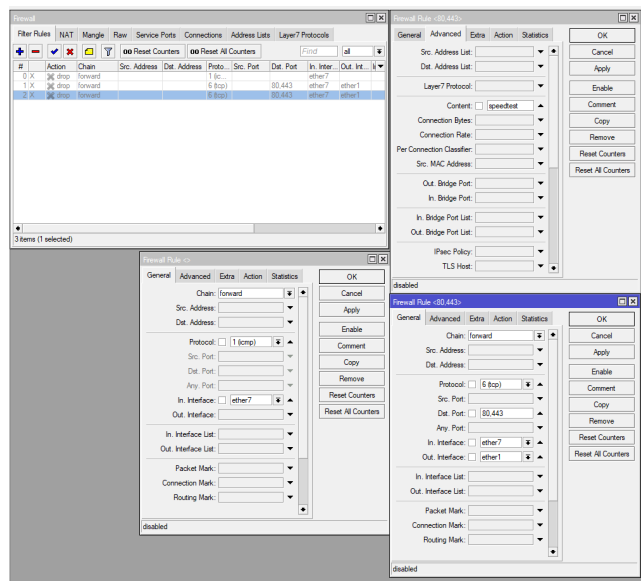 Firewall
Filter Rules NAT Mangle Raw Service Ports Connections Address Lists Layer7 Protocols
00 Reset Counters 00 Reset All Counters Find all
# Action Chain Src. Address Dst. Address Proto... Src. Port Dst. Port In. Inter... Out. Int...
0 X drop forward 1 (ic... ether7
1 X drop forward 6 (tcp) 80,443 ether7 ether1
2 X drop forward 6 (tcp) 80,443 ether7 ether1
3 items (1 selected)
Firewall Rule <80,443>
General Advanced Extra Action Statistics
Src. Address List:
Dst. Address List:
Layer7 Protocol:
Content: speedtest
Connection Bytes:
Connection Rate:
Per Connection Classifier:
Src. MAC Address:
Out. Bridge Port:
In. Bridge Port:
In. Bridge Port List:
Out. Bridge Port List:
IPsec Policy:
TLS Host:
OK
Cancel
Apply
Enable
Comment
Copy
Remove
Reset Counters
Reset All Counters
disabled
Firewall Rule <>
General Advanced Extra Action Statistics
Chain: forward
Src. Address:
Dst. Address:
Protocol: 1 (icmp)
Src. Port:
Dst. Port:
Any. Port:
In. Interface: ether7
Out. Interface:
In. Interface List:
Out. Interface List:
Packet Mark:
Connection Mark:
Routing Mark:
OK
Cancel
Apply
Enable
Comment
Copy
Remove
Reset Counters
Reset All Counters
disabled
Firewall Rule <80,443>
General Advanced Extra Action Statistics
Chain: forward
Src. Address:
Dst. Address:
Protocol: 6 (tcp)
Src. Port:
Dst. Port: 80,443
Any. Port:
In. Interface: ether7
Out. Interface: ether1
In. Interface List:
Out. Interface List:
Packet Mark:
Connection Mark:
Routing Mark:
OK
Cancel
Apply
Enable
Comment
Copy
Remove
Reset Counters
Reset All Counters
disabled